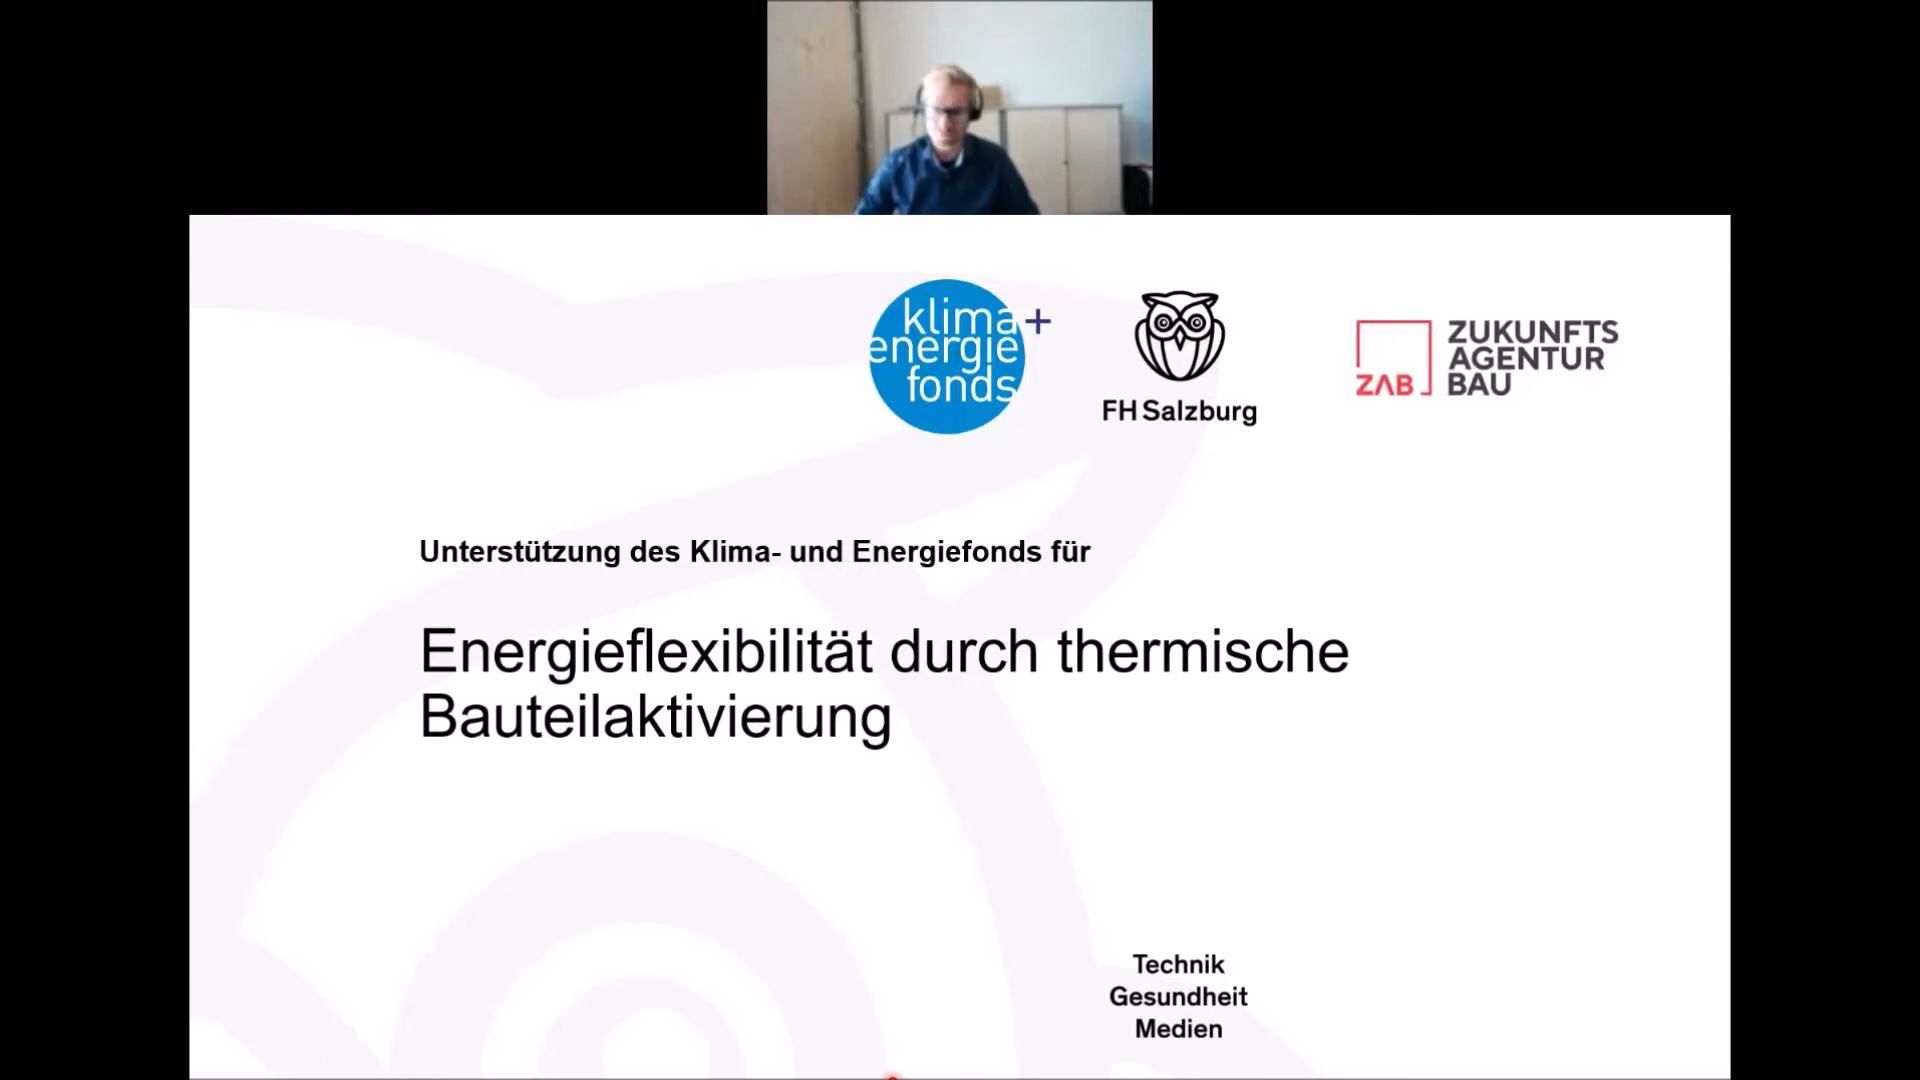 klima+
energie
fonds
FH Salzburg
ZAB
ZUKUNFTS
AGENTUR
BAU
Unterstützung des Klima- und Energiefonds für
Energieflexibilität durch thermische
Bauteilaktivierung
Technik
Gesundheit
Medien